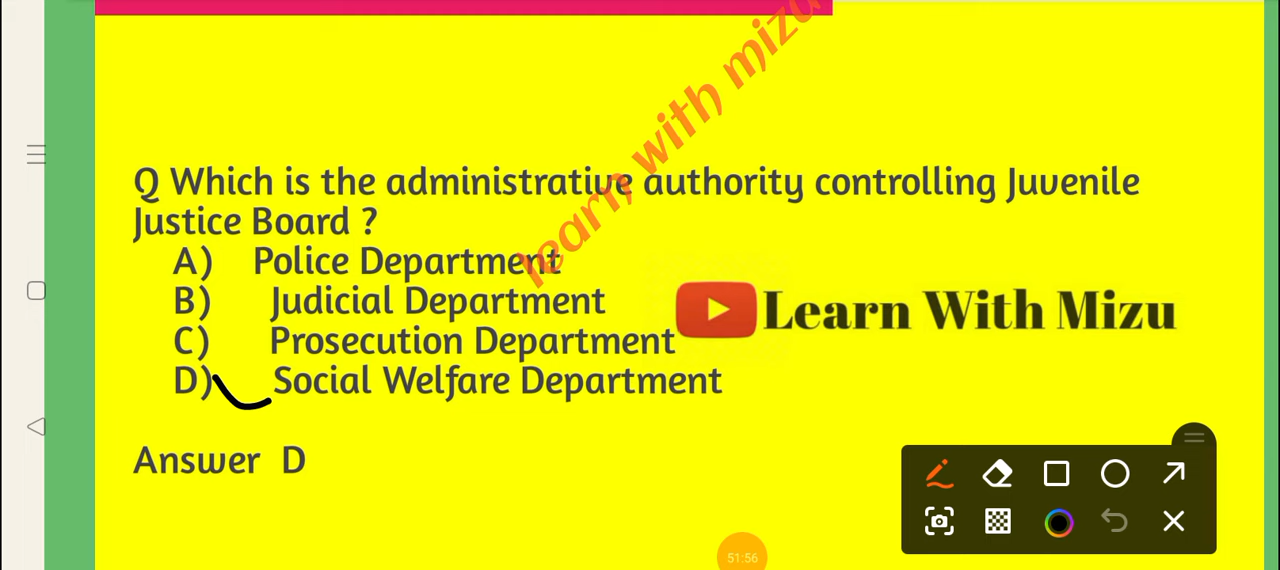 learn with mizu
Q Which is the administrative authority controlling Juvenile
Justice Board ?
A) Police Department
B) Judicial Department
C) Prosecution Department
D) Social Welfare Department
Learn With Mizu
Answer D
51:56